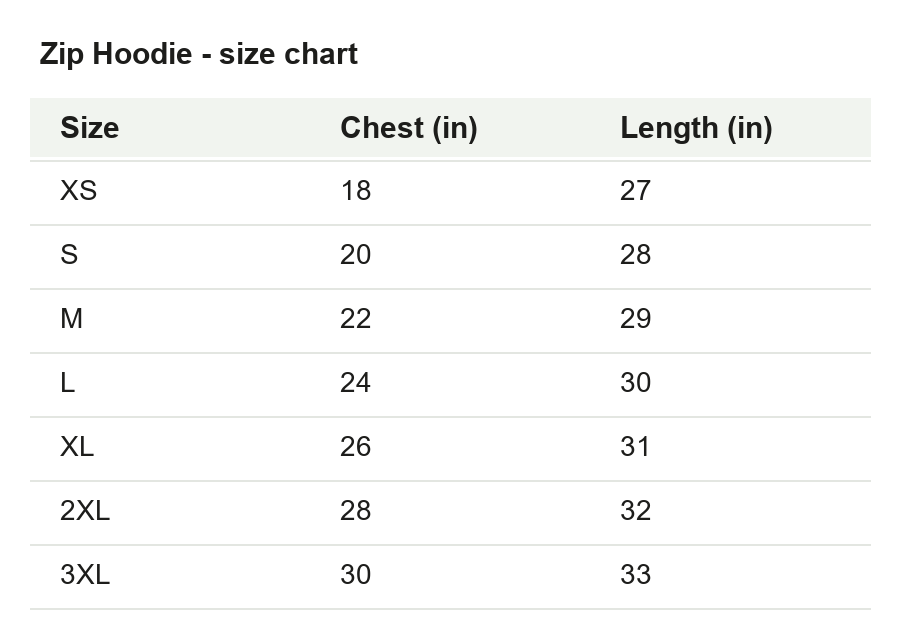 Zip Hoodie - size chart
Size Chest (in) Length (in)
XS 18 27
S 20 28
M 22 29
L 24 30
XL 26 31
2XL 28 32
3XL 30 33